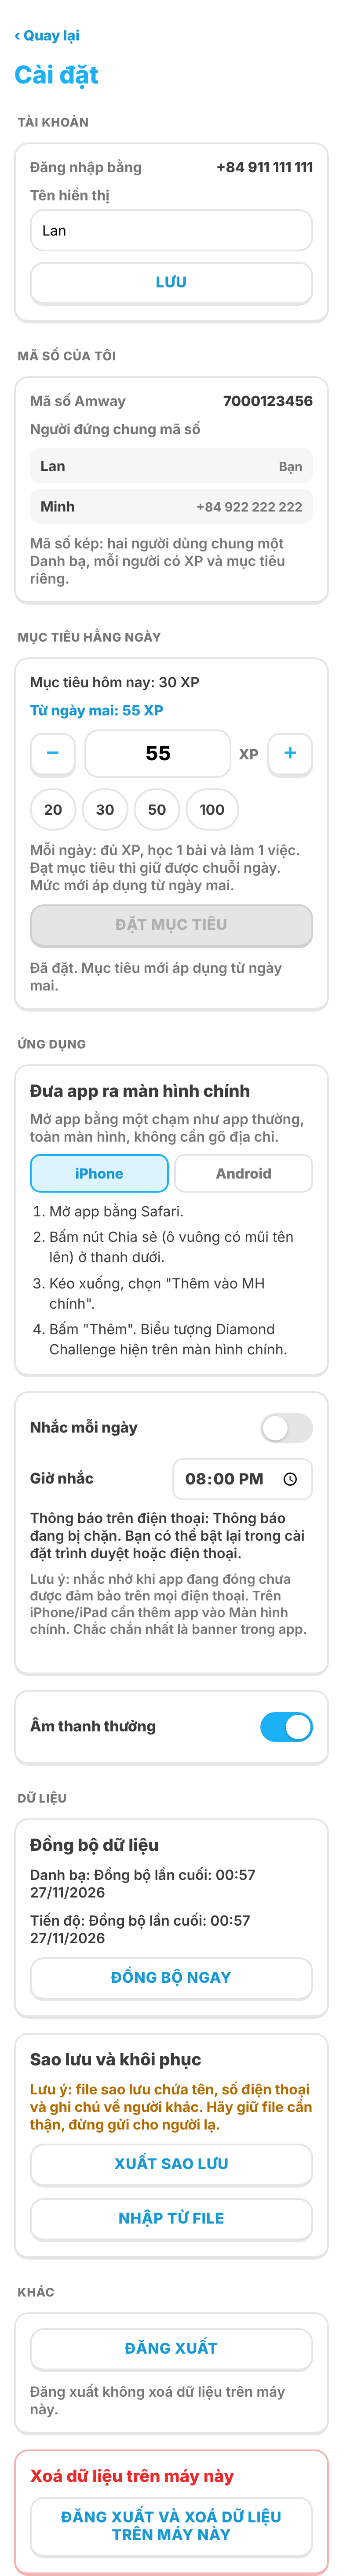 ‹ Quay lại
Cài đặt
TÀI KHOẢN
Đăng nhập bằng +84 911 111 111
Tên hiển thị
Lan
LƯU
MÃ SỐ CỦA TÔI
Mã số Amway 7000123456
Người đứng chung mã số
Lan Bạn
Minh +84 922 222 222
Mã số kép: hai người dùng chung một
Danh bạ, mỗi người có XP và mục tiêu
riêng.
MỤC TIÊU HẰNG NGÀY
Mục tiêu hôm nay: 30 XP
Từ ngày mai: 55 XP
− 55 XP +
20 30 50 100
Mỗi ngày: đủ XP, học 1 bài và làm 1 việc.
Đạt mục tiêu thì giữ được chuỗi ngày.
Mức mới áp dụng từ ngày mai.
ĐẶT MỤC TIÊU
Đã đặt. Mục tiêu mới áp dụng từ ngày
mai.
ỨNG DỤNG
Đưa app ra màn hình chính
Mở app bằng một chạm như app thường,
toàn màn hình, không cần gõ địa chỉ.
iPhone Android
1. Mở app bằng Safari.
2. Bấm nút Chia sẻ (ô vuông có mũi tên
lên) ở thanh dưới.
3. Kéo xuống, chọn "Thêm vào MH
chính".
4. Bấm "Thêm". Biểu tượng Diamond
Challenge hiện trên màn hình chính.
Nhắc mỗi ngày
Giờ nhắc 08:00 PM
Thông báo trên điện thoại: Thông báo
đang bị chặn. Bạn có thể bật lại trong cài
đặt trình duyệt hoặc điện thoại.
Lưu ý: nhắc nhở khi app đang đóng chưa
được đảm bảo trên mọi điện thoại. Trên
iPhone/iPad cần thêm app vào Màn hình
chính. Chắc chắn nhất là banner trong app.
Âm thanh thưởng
DỮ LIỆU
Đồng bộ dữ liệu
Danh bạ: Đồng bộ lần cuối: 00:57
27/11/2026
Tiến độ: Đồng bộ lần cuối: 00:57
27/11/2026
ĐỒNG BỘ NGAY
Sao lưu và khôi phục
Lưu ý: file sao lưu chứa tên, số điện thoại
và ghi chú về người khác. Hãy giữ file cẩn
thận, đừng gửi cho người lạ.
XUẤT SAO LƯU
NHẬP TỪ FILE
KHÁC
ĐĂNG XUẤT
Đăng xuất không xoá dữ liệu trên máy
này.
Xoá dữ liệu trên máy này
ĐĂNG XUẤT VÀ XOÁ DỮ LIỆU
TRÊN MÁY NÀY